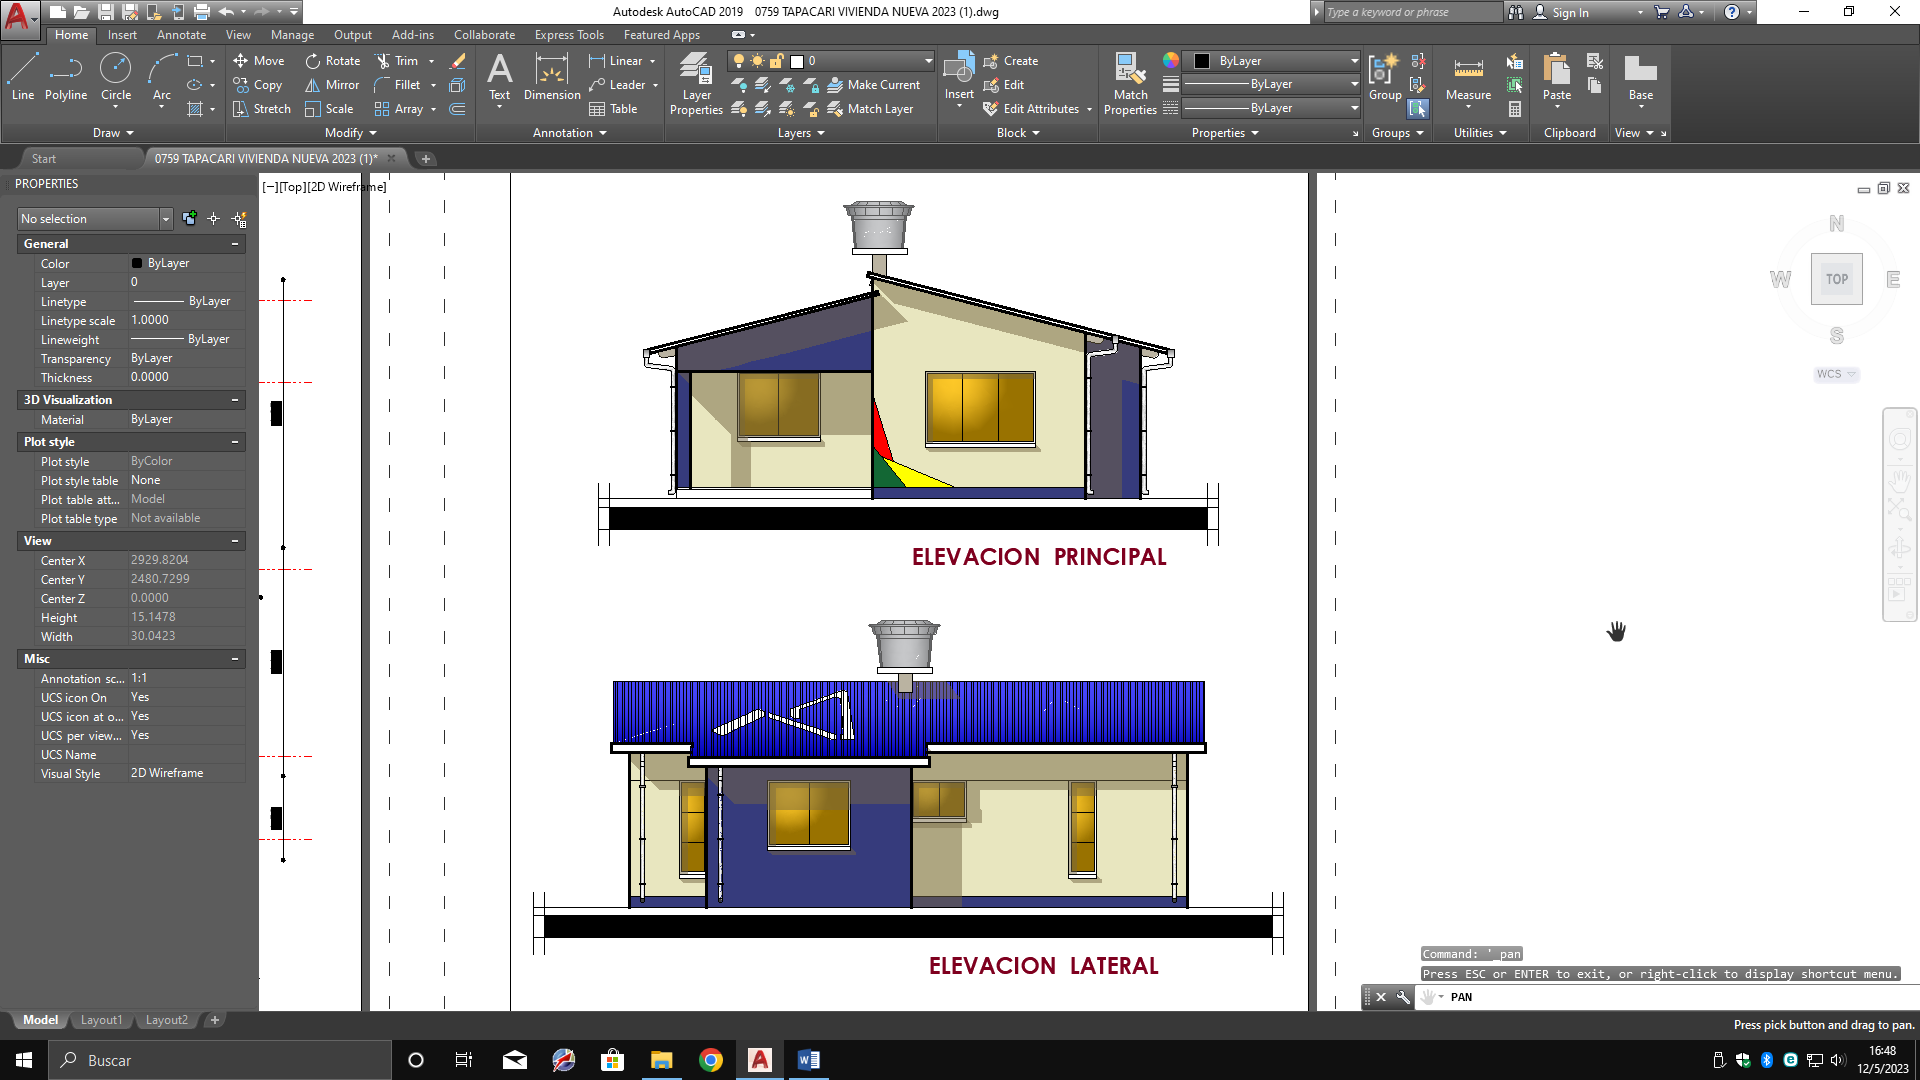 Autodesk AutoCAD 2019   0759 TAPACARI VIVIENDA NUEVA 2023 (1).dwg
Type a keyword or phrase
Sign In
Home Insert Annotate View Manage Output Add-ins Collaborate Express Tools Featured Apps
Line Polyline Circle Arc
Move Rotate Trim
Copy Mirror Fillet
Stretch Scale Array
Text Dimension
Linear
Leader
Table
Layer Properties
0
Make Current
Match Layer
Insert
Create
Edit
Edit Attributes
Match Properties
ByLayer
ByLayer
ByLayer
Group
Measure
Paste
Base
Draw Modify Annotation Layers Block Properties Groups Utilities Clipboard View
Start
0759 TAPACARI VIVIENDA NUEVA 2023 (1)*
PROPERTIES
[−][Top][2D Wireframe]
No selection
General
Color ByLayer
Layer 0
Linetype ByLayer
Linetype scale 1.0000
Lineweight ByLayer
Transparency ByLayer
Thickness 0.0000
3D Visualization
Material ByLayer
Plot style
Plot style ByColor
Plot style table None
Plot table att... Model
Plot table type Not available
View
Center X 2929.8204
Center Y 2480.7299
Center Z 0.0000
Height 15.1478
Width 30.0423
Misc
Annotation sc... 1:1
UCS icon On Yes
UCS icon at o... Yes
UCS per view... Yes
UCS Name
Visual Style 2D Wireframe
N
W TOP E
S
WCS
ELEVACION PRINCIPAL
ELEVACION LATERAL
Command: '_pan
Press ESC or ENTER to exit, or right-click to display shortcut menu.
PAN
Model Layout1 Layout2
Press pick button and drag to pan.
Buscar
16:48
12/5/2023